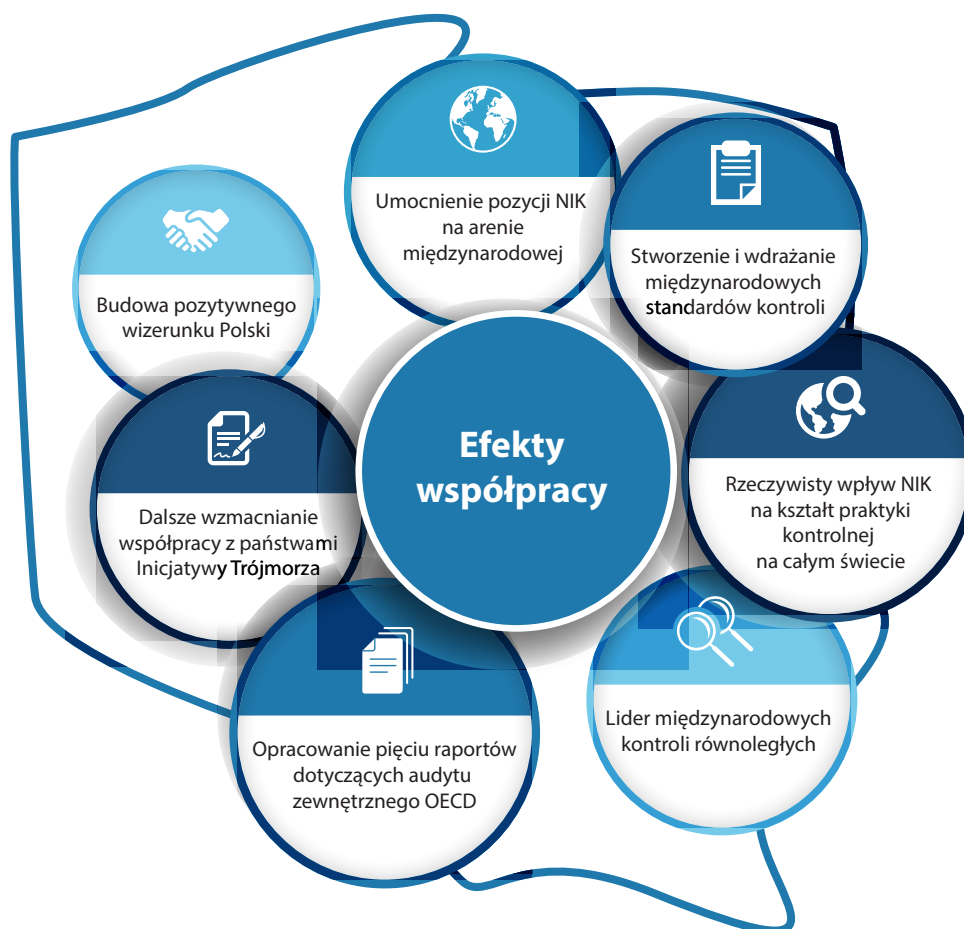 Umocnienie pozycji NIK
na arenie
międzynarodowej
Stworzenie i wdrażanie
międzynarodowych
standardów kontroli
Budowa pozytywnego
wizerunku Polski
Efekty
współpracy
Rzeczywisty wpływ NIK
na kształt praktyki
kontrolnej
na całym świecie
Dalsze wzmacnianie
współpracy z państwami
Inicjatywy Trójmorza
Lider międzynarodowych
kontroli równoległych
Opracowanie pięciu raportów
dotyczących audytu
zewnętrznego OECD